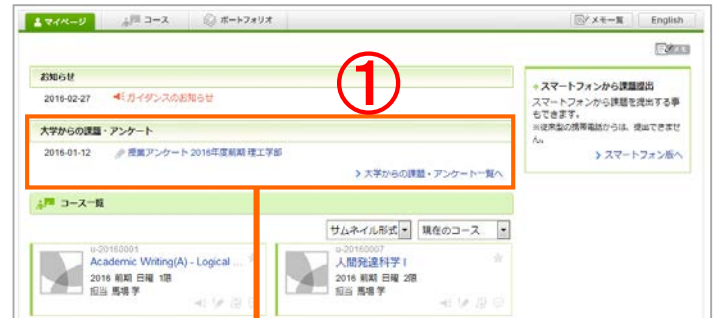 マイページ コース ポートフォリオ メモ一覧 English
メモ
お知らせ
2016-02-27 ガイダンスのお知らせ
①
大学からの課題・アンケート
2016-01-12 授業アンケート 2016年度前期 理工学部
大学からの課題・アンケート一覧へ
スマートフォンから課題提出
スマートフォンから課題を提出する事
もできます。
※従来型の携帯電話からは、提出できませ
ん。
スマートフォン版へ
コース一覧
サムネイル形式 現在のコース
u-20160001
Academic Writing(A) - Logical ...
2016 前期 日曜 1限
担当 馬場 学
u-20160007
人間発達科学 I
2016 前期 日曜 2限
担当 馬場 学